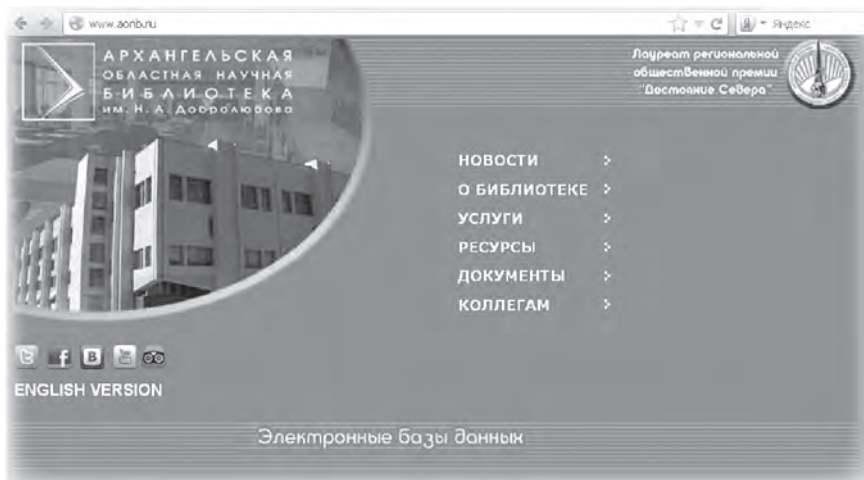 www.aonb.ru
Яндекс
АРХАНГЕЛЬСКАЯ
ОБЛАСТНАЯ НАУЧНАЯ
БИБЛИОТЕКА
им. Н. А. Добролюбова
Лауреат региональной
общественной премии
"Достояние Севера"
НОВОСТИ
О БИБЛИОТЕКЕ
УСЛУГИ
РЕСУРСЫ
ДОКУМЕНТЫ
КОЛЛЕГАМ
ENGLISH VERSION
Электронные базы данных